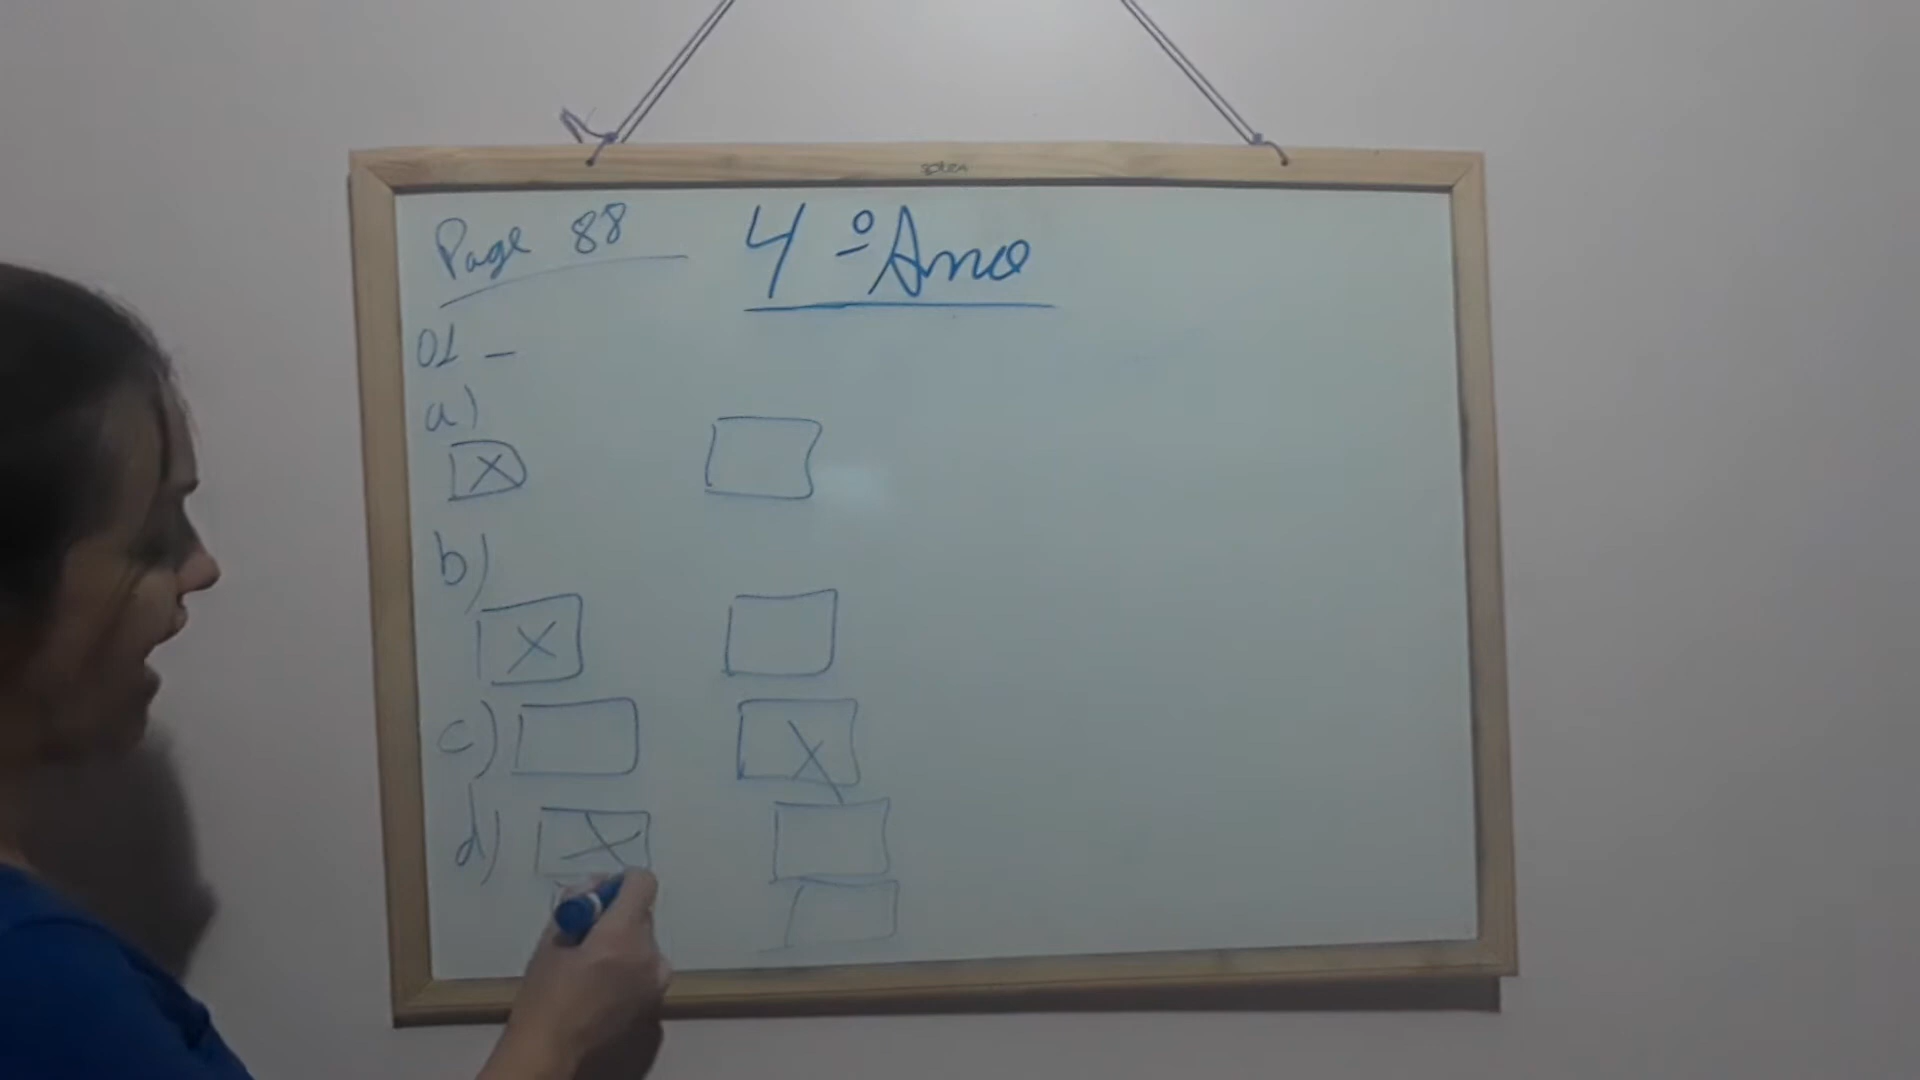 Page 88 4º Ano
01 -
a)
X
b)
X
c) X
d) X